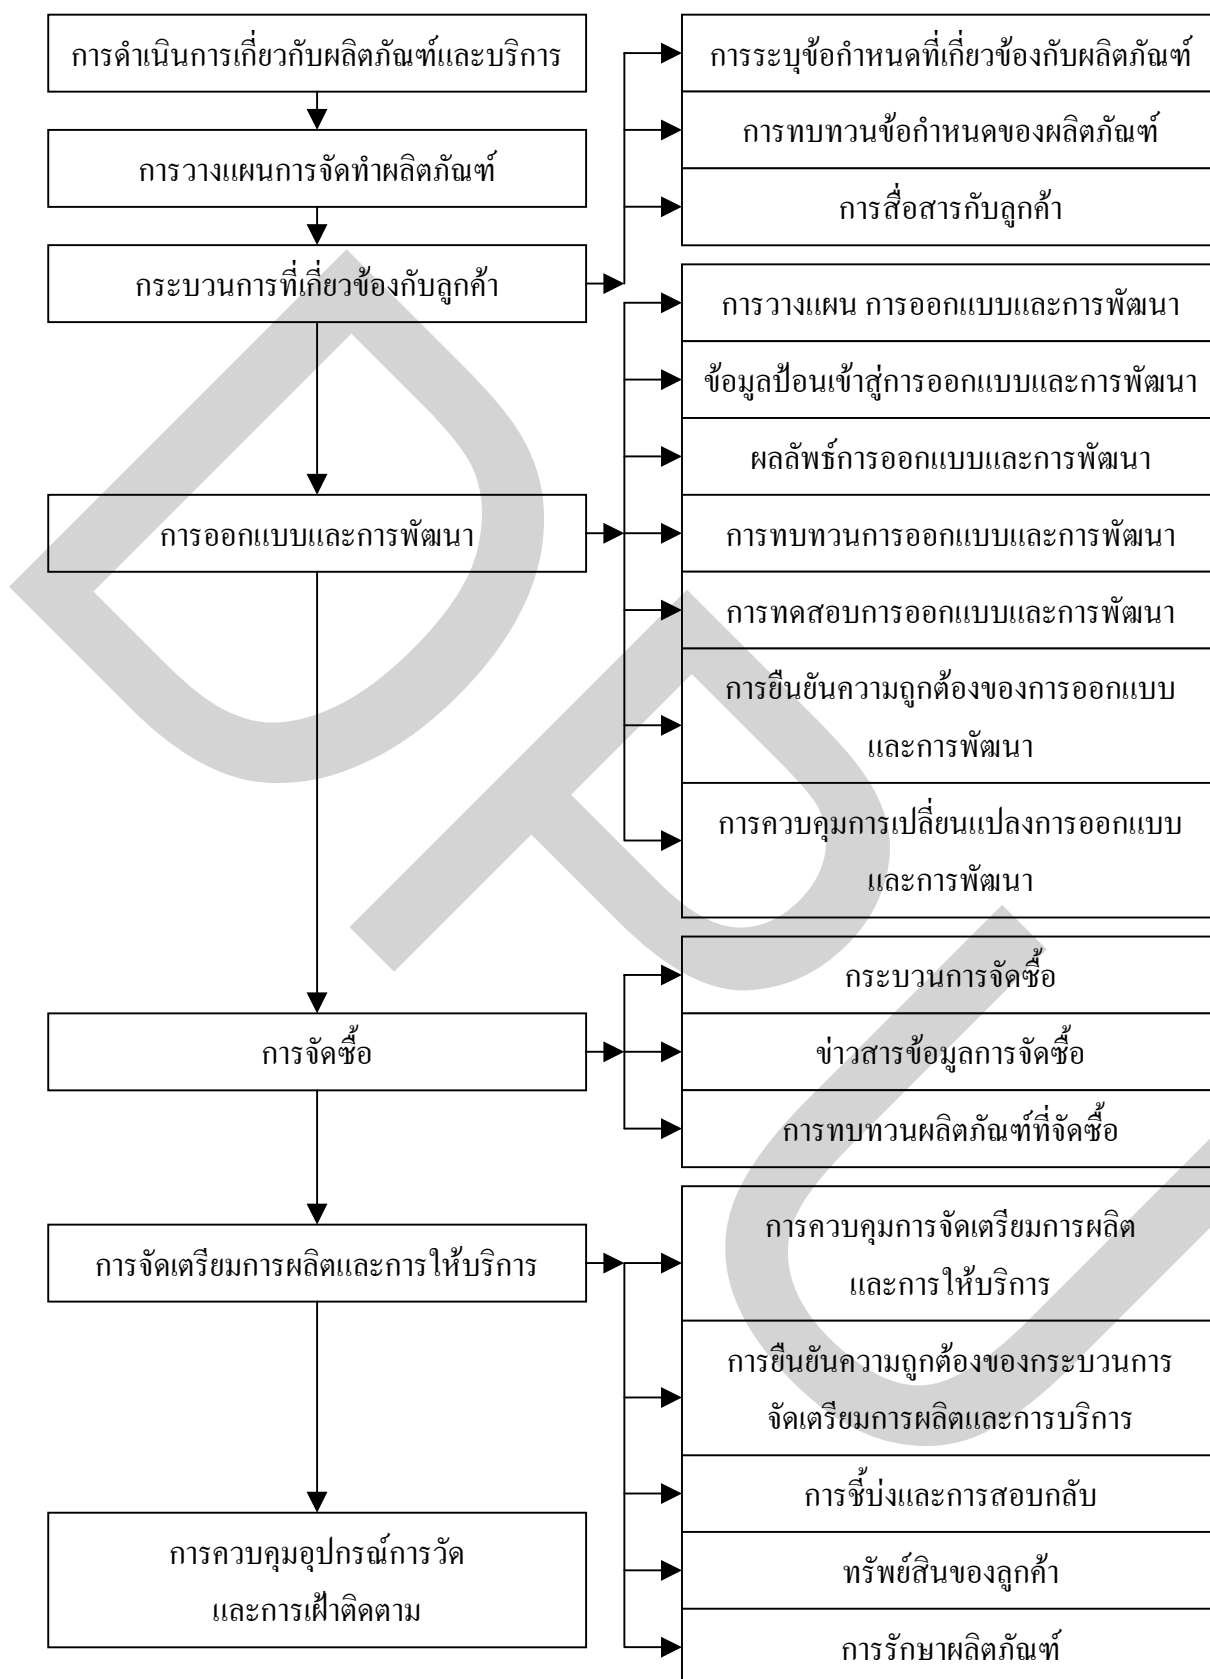 การดำเนินการเกี่ยวกับผลิตภัณฑ์และบริการ
การวางแผนการจัดทำผลิตภัณฑ์
กระบวนการที่เกี่ยวข้องกับลูกค้า
การระบุข้อกำหนดที่เกี่ยวข้องกับผลิตภัณฑ์
การทบทวนข้อกำหนดของผลิตภัณฑ์
การสื่อสารกับลูกค้า
การออกแบบและการพัฒนา
การวางแผน การออกแบบและการพัฒนา
ข้อมูลป้อนเข้าสู่การออกแบบและการพัฒนา
ผลลัพธ์การออกแบบและการพัฒนา
การทบทวนการออกแบบและการพัฒนา
การทดสอบการออกแบบและการพัฒนา
การยืนยันความถูกต้องของการออกแบบ
และการพัฒนา
การควบคุมการเปลี่ยนแปลงการออกแบบ
และการพัฒนา
การจัดซื้อ
กระบวนการจัดซื้อ
ข่าวสารข้อมูลการจัดซื้อ
การทบทวนผลิตภัณฑ์ที่จัดซื้อ
การจัดเตรียมการผลิตและการให้บริการ
การควบคุมการจัดเตรียมการผลิต
และการให้บริการ
การยืนยันความถูกต้องของกระบวนการ
จัดเตรียมการผลิตและการบริการ
การชี้บ่งและการสอบกลับ
ทรัพย์สินของลูกค้า
การรักษาผลิตภัณฑ์
การควบคุมอุปกรณ์การวัด
และการเฝ้าติดตาม
DPU